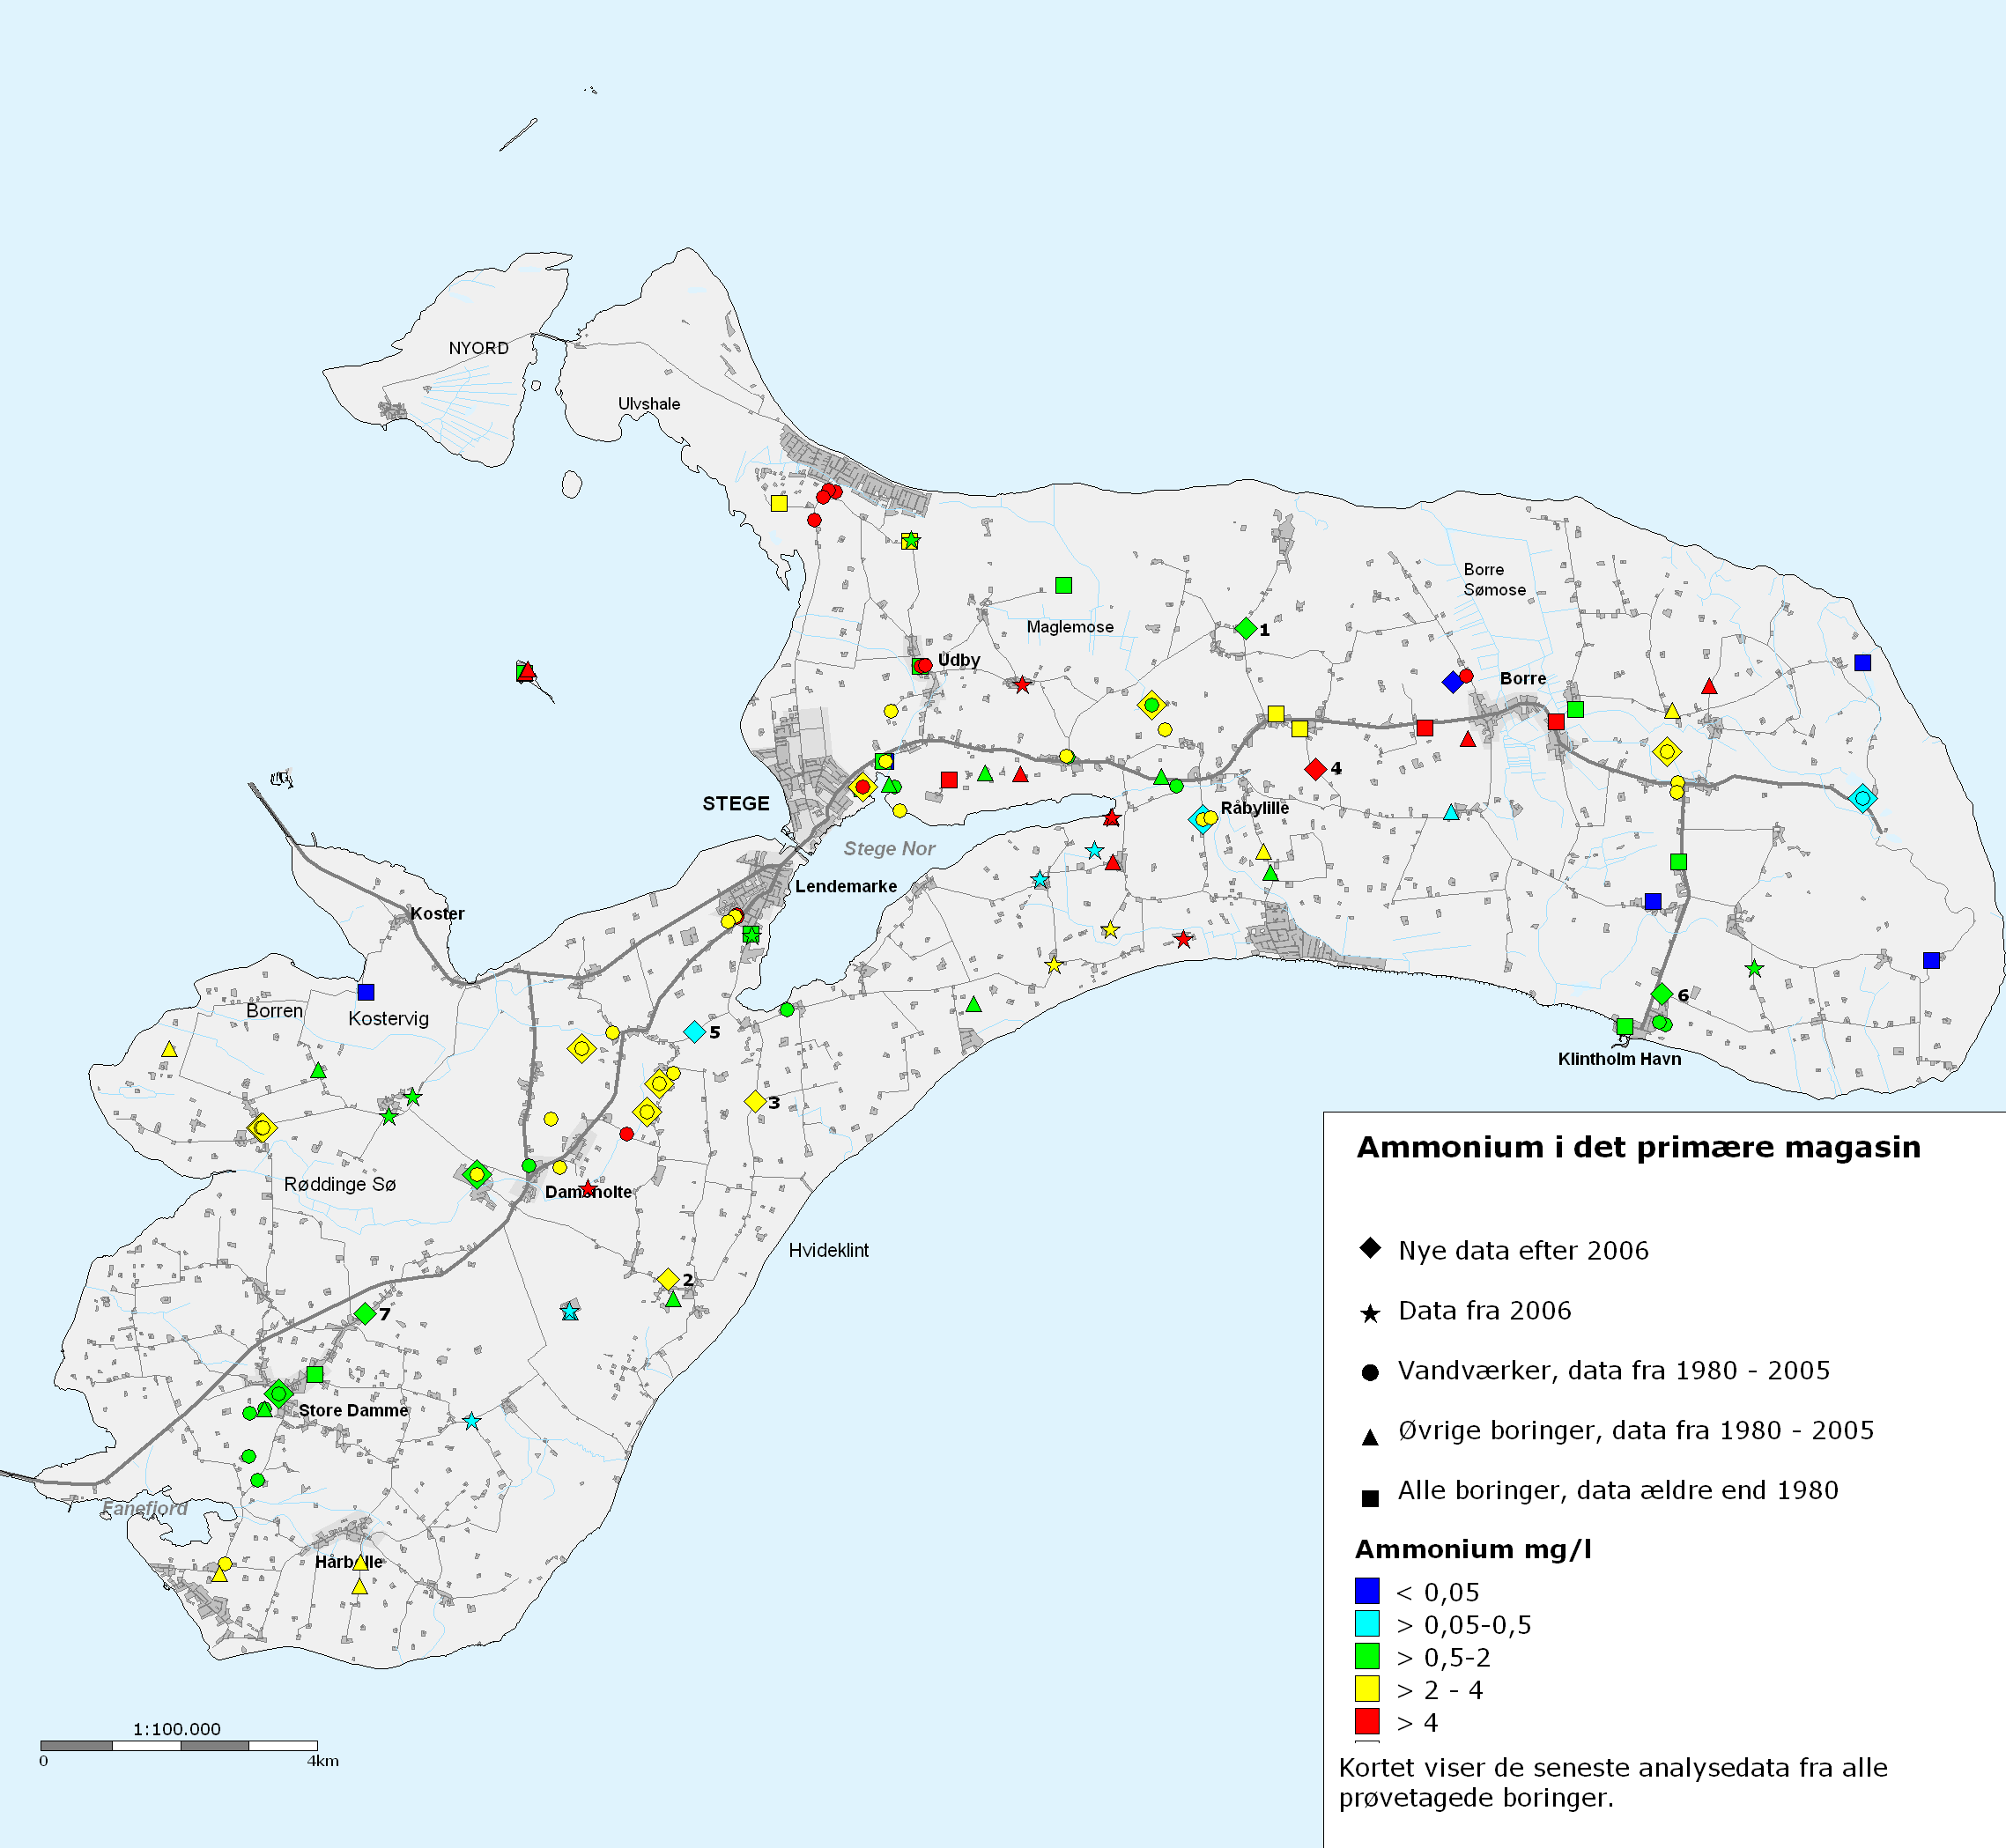 NYORD
Ulvshale
Borre
Sømose
Maglemose
1
Udby
Borre
4
STEGE
Råbylille
Stege Nor
Lendemarke
Koster
6
Borren
Kostervig
5
Klintholm Havn
3
Røddinge Sø
Damsholte
Hvideklint
2
7
Store Damme
Fanefjord
Hårbølle
Ammonium i det primære magasin
Nye data efter 2006
Data fra 2006
Vandværker, data fra 1980 - 2005
Øvrige boringer, data fra 1980 - 2005
Alle boringer, data ældre end 1980
Ammonium mg/l
< 0,05
> 0,05-0,5
> 0,5-2
> 2 - 4
> 4
Kortet viser de seneste analysedata fra alle
prøvetagede boringer.
1:100.000
0 4km